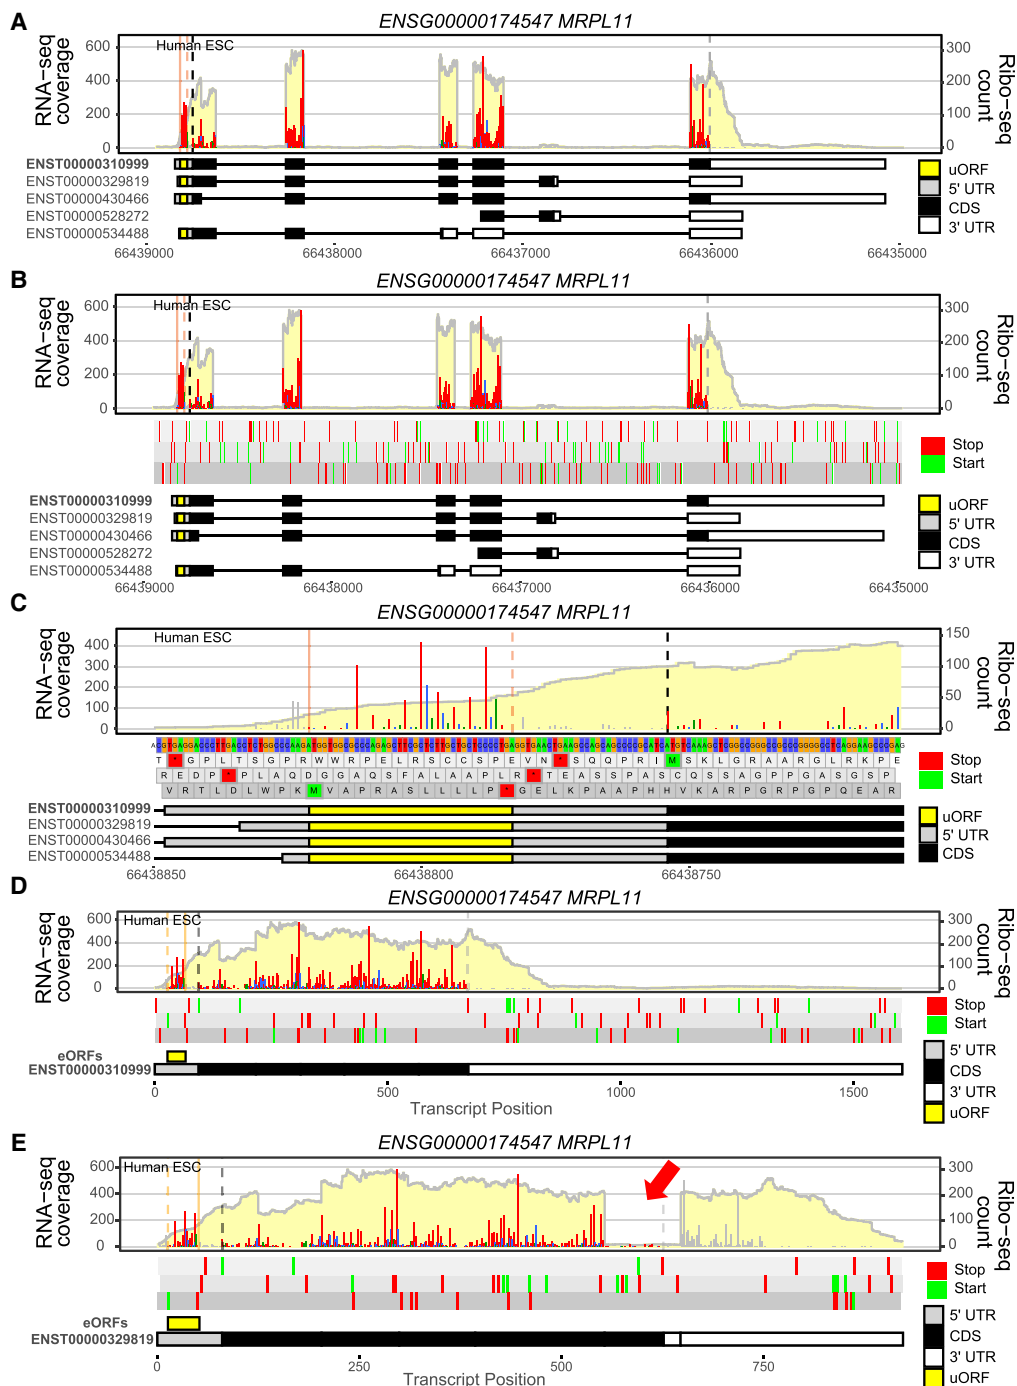 A
ENSG00000174547 MRPL11
Human ESC
RNA-seq coverage
600
400
200
0
300
200
100
0
Ribo-seq count
ENST00000310999
ENST00000329819
ENST00000430466
ENST00000528272
ENST00000534488
uORF
5' UTR
CDS
3' UTR
66439000 66438000 66437000 66436000 66435000
B
ENSG00000174547 MRPL11
Human ESC
RNA-seq coverage
600
400
200
0
300
200
100
0
Ribo-seq count
Stop
Start
ENST00000310999
ENST00000329819
ENST00000430466
ENST00000528272
ENST00000534488
uORF
5' UTR
CDS
3' UTR
66439000 66438000 66437000 66436000 66435000
C
ENSG00000174547 MRPL11
Human ESC
RNA-seq coverage
400
300
200
100
0
150
100
50
0
Ribo-seq count
T * G P L T S G P R W W R P E L R S C C S P E V N * S Q Q P R I M S K L G R A A R G L R K P E
R E D P * P L A Q D G G A Q S F A L A A P L R * T E A S S P A S C Q S S A G P P G A S G S P
V R T L D L W P K M V A P R A S L L L L P * G E L K P A A P H H V K A R P G R P G P Q E A R
Stop
Start
ENST00000310999
ENST00000329819
ENST00000430466
ENST00000534488
uORF
5' UTR
CDS
66438850 66438800 66438750
D
ENSG00000174547 MRPL11
Human ESC
RNA-seq coverage
600
400
200
0
300
200
100
0
Ribo-seq count
Stop
Start
eORFs
ENST00000310999
5' UTR
CDS
3' UTR
uORF
0 500 1000 1500
Transcript Position
E
ENSG00000174547 MRPL11
Human ESC
RNA-seq coverage
600
400
200
0
300
200
100
0
Ribo-seq count
Stop
Start
eORFs
ENST00000329819
5' UTR
CDS
3' UTR
uORF
0 250 500 750
Transcript Position